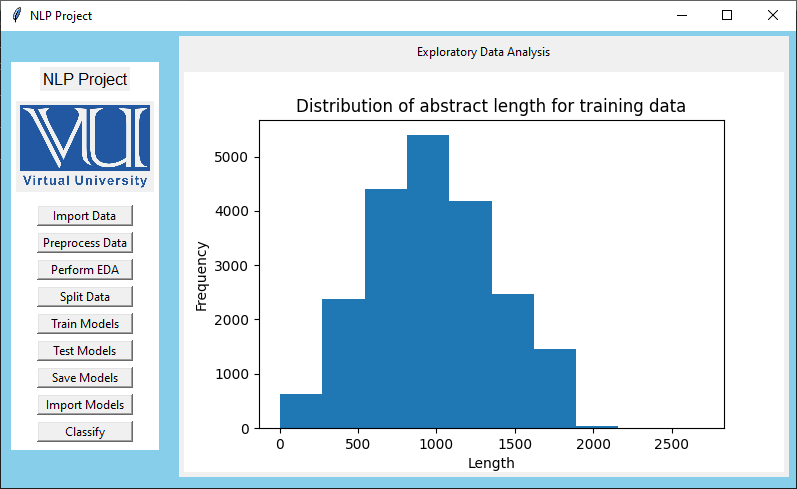 NLP Project
NLP Project
VU
Virtual University
Import Data
Preprocess Data
Perform EDA
Split Data
Train Models
Test Models
Save Models
Import Models
Classify
Exploratory Data Analysis
Distribution of abstract length for training data
Frequency
5000
4000
3000
2000
1000
0
0 500 1000 1500 2000 2500
Length